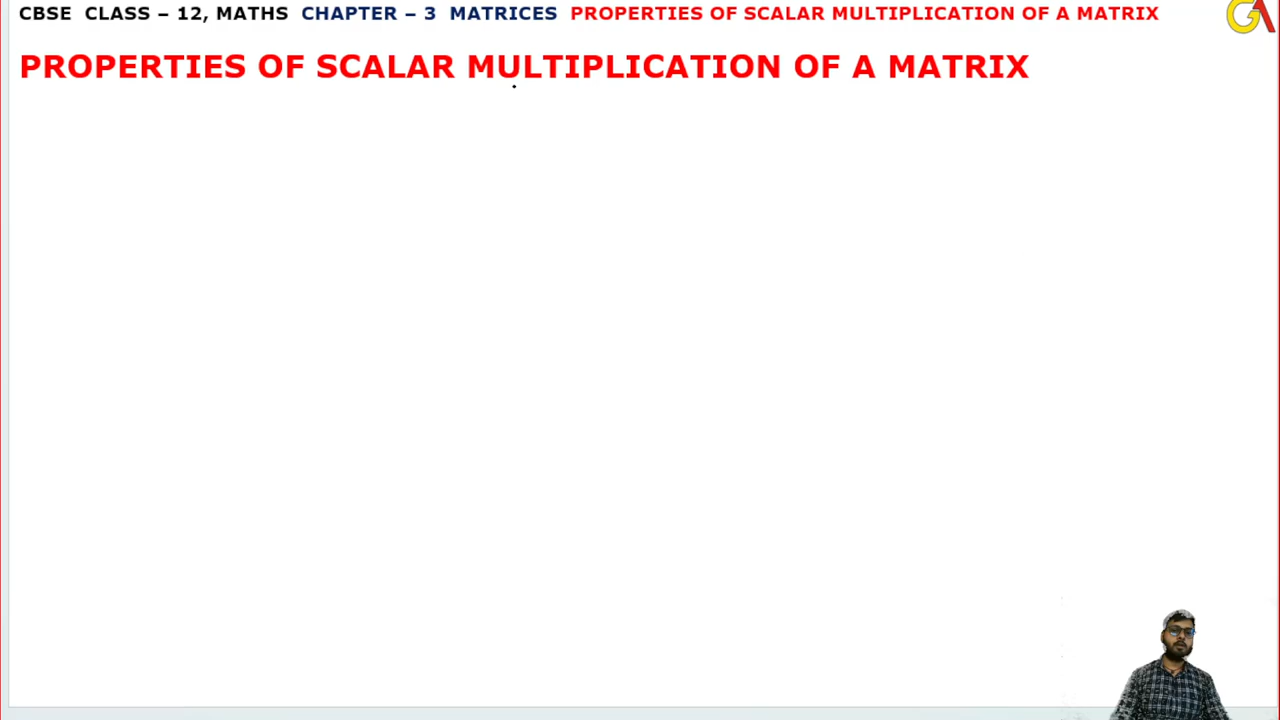 CBSE CLASS – 12, MATHS CHAPTER – 3 MATRICES PROPERTIES OF SCALAR MULTIPLICATION OF A MATRIX
GA
PROPERTIES OF SCALAR MULTIPLICATION OF A MATRIX